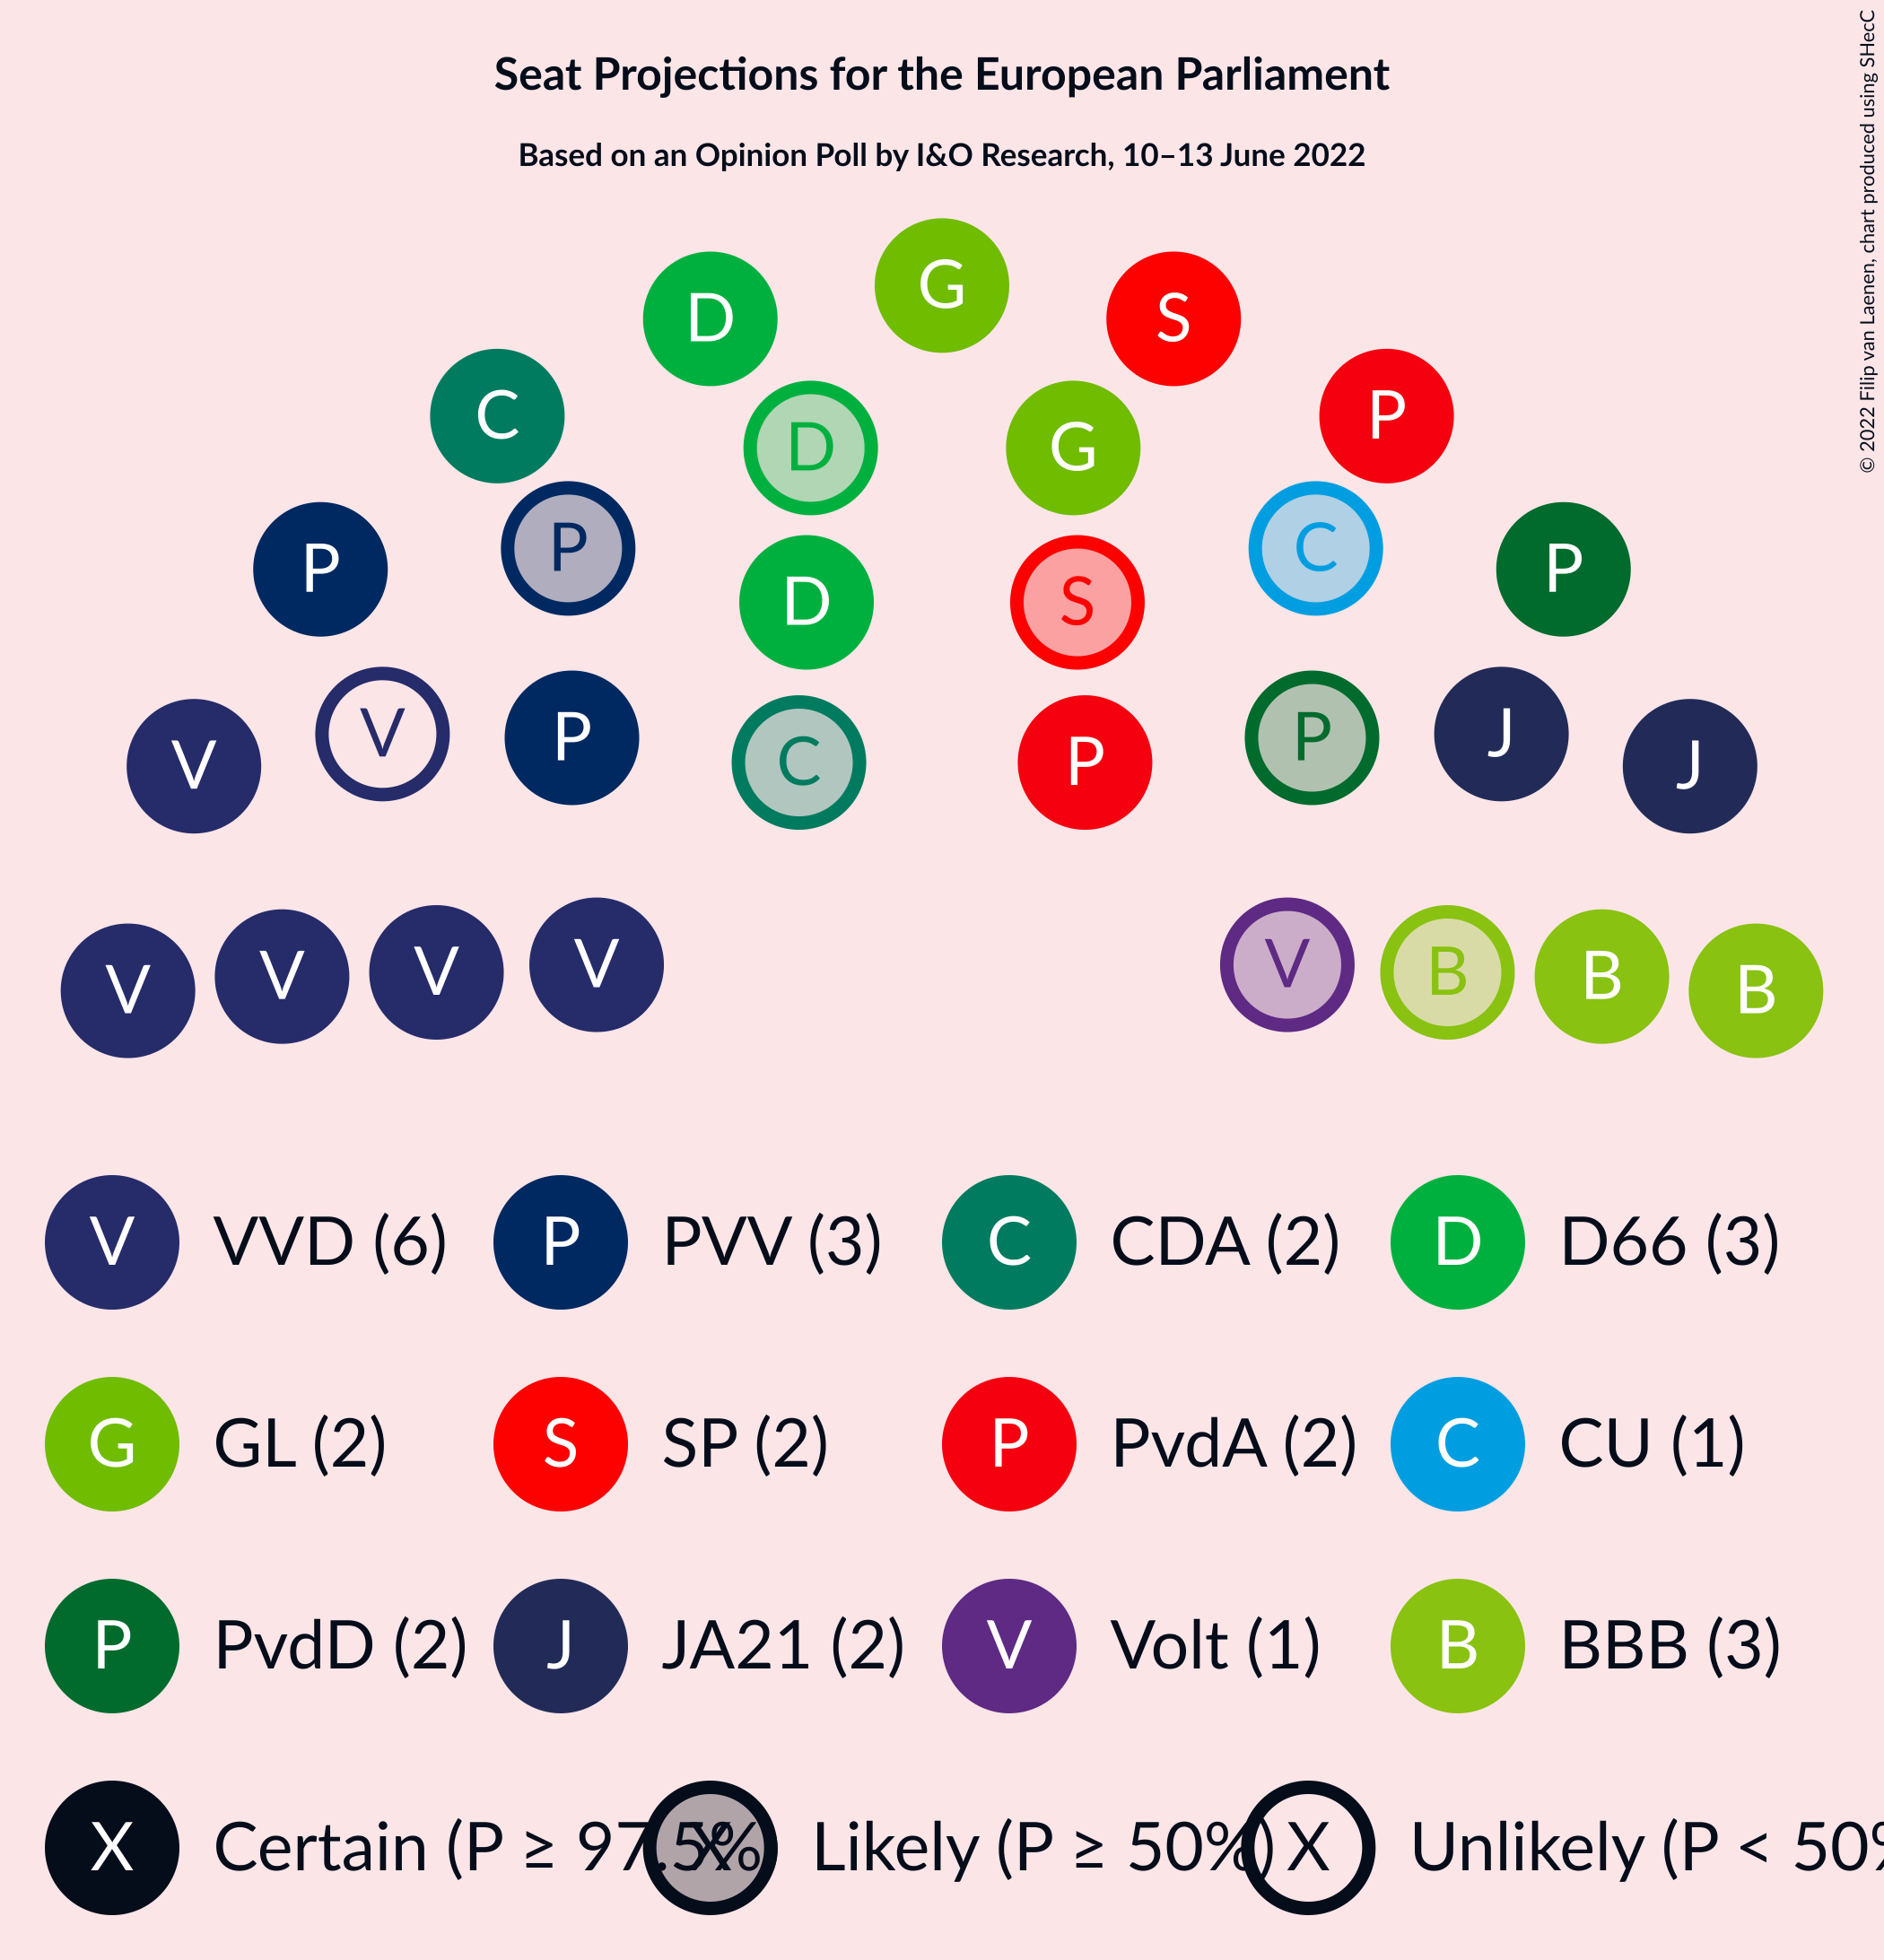 Seat Projections for the European Parliament
Based on an Opinion Poll by I&O Research, 10–13 June 2022
© 2022 Filip van Laenen, chart produced using SHecC
G
D S
C P
D G
P P C P
D S
V V P C P P J J
V V V V V B B B
V VVD (6) P PVV (3) C CDA (2) D D66 (3)
G GL (2) S SP (2) P PvdA (2) C CU (1)
P PvdD (2) J JA21 (2) V Volt (1) B BBB (3)
X Certain (P ≥ 97.5% X Likely (P ≥ 50%) X Unlikely (P < 50%